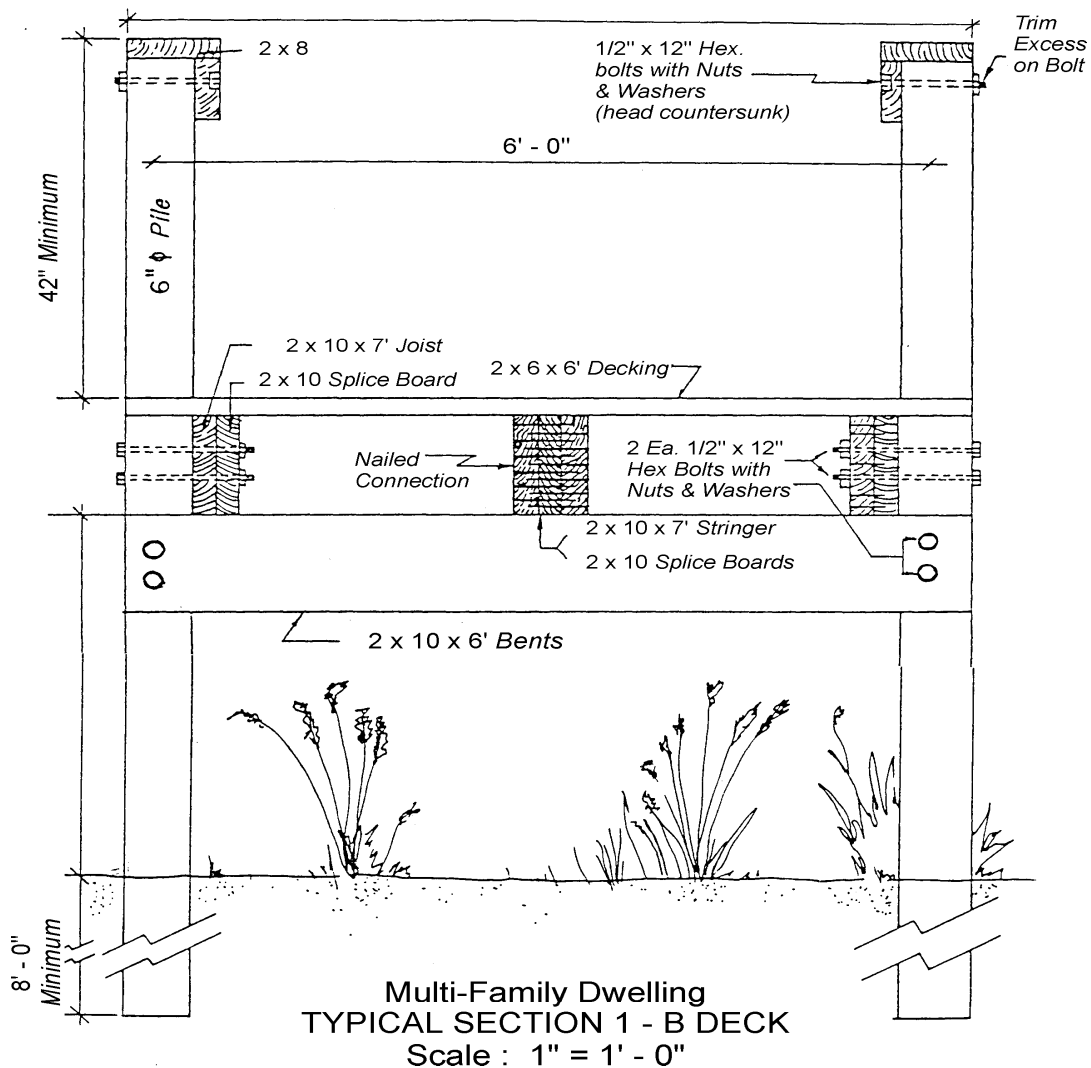 2 x 8
1/2" x 12" Hex.
bolts with Nuts
& Washers
(head countersunk)
Trim
Excess
on Bolt
6' - 0"
42" Minimum
6" ϕ Pile
2 x 10 x 7' Joist
2 x 10 Splice Board
2 x 6 x 6' Decking
Nailed
Connection
2 Ea. 1/2" x 12"
Hex Bolts with
Nuts & Washers
2 x 10 x 7' Stringer
2 x 10 Splice Boards
2 x 10 x 6' Bents
8' - 0"
Minimum
Multi-Family Dwelling
TYPICAL SECTION 1 - B DECK
Scale : 1" = 1' - 0"